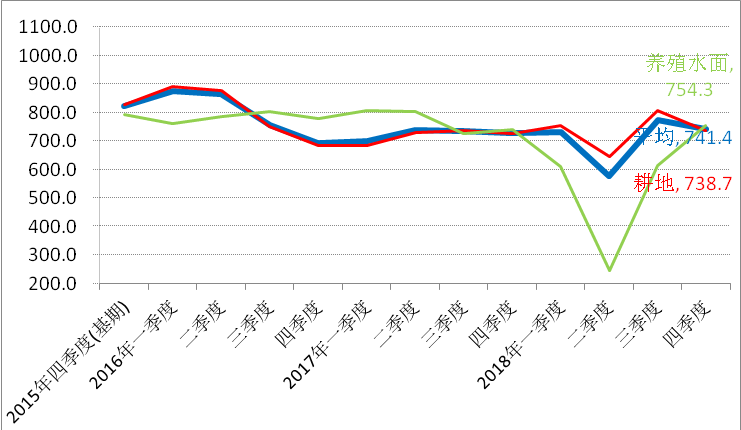 1100.0
1000.0
900.0
800.0
700.0
600.0
500.0
400.0
300.0
200.0
养殖水面,
754.3
平均, 741.4
耕地, 738.7
2015年四季度(基期)
2016年一季度
二季度
三季度
四季度
2017年一季度
二季度
三季度
四季度
2018年一季度
二季度
三季度
四季度